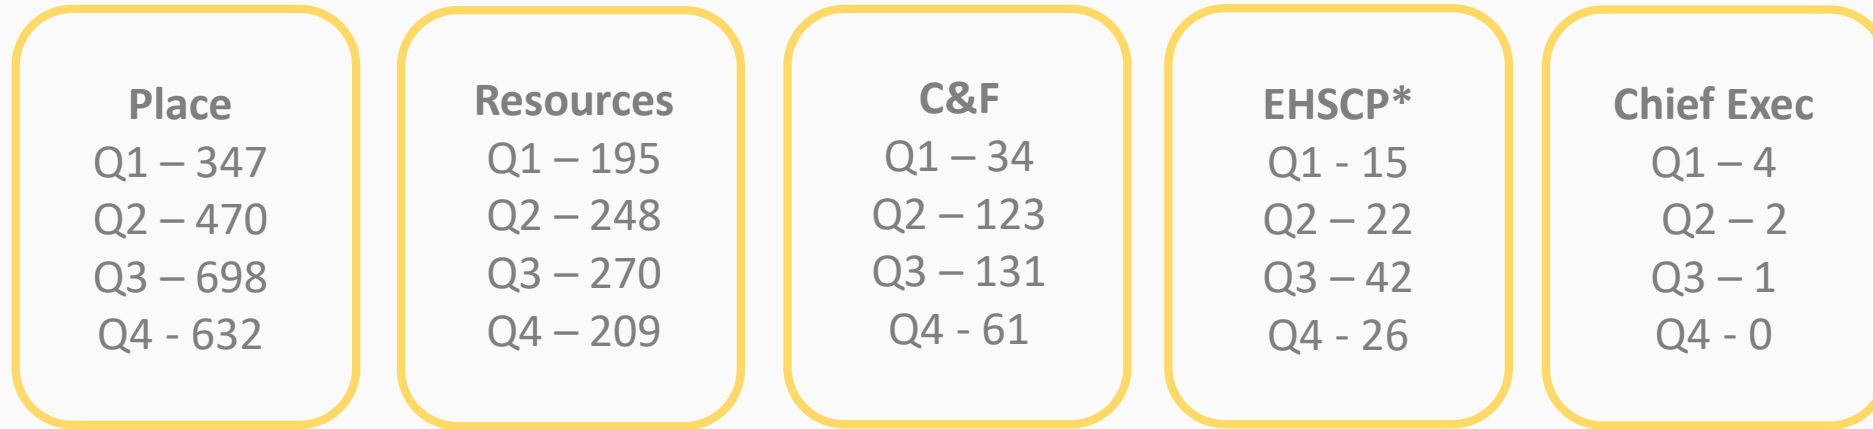 Place
Q1 – 347
Q2 – 470
Q3 – 698
Q4 - 632
Resources
Q1 – 195
Q2 – 248
Q3 – 270
Q4 – 209
C&F
Q1 – 34
Q2 – 123
Q3 – 131
Q4 - 61
EHSCP*
Q1 - 15
Q2 – 22
Q3 – 42
Q4 - 26
Chief Exec
Q1 – 4
Q2 – 2
Q3 – 1
Q4 - 0